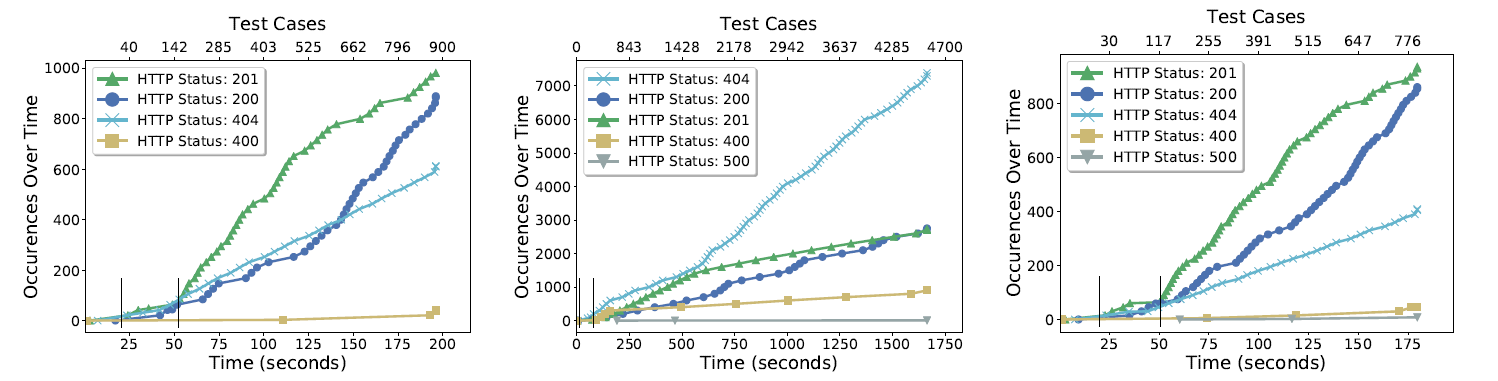 Test Cases
40 142 285 403 525 662 796 900
1000
800
600
400
200
0
Occurrences Over Time
HTTP Status: 201
HTTP Status: 200
HTTP Status: 404
HTTP Status: 400
25 50 75 100 125 150 175 200
Time (seconds)
Test Cases
0 843 1428 2178 2942 3637 4285 4700
7000
6000
5000
4000
3000
2000
1000
0
Occurrences Over Time
HTTP Status: 404
HTTP Status: 200
HTTP Status: 201
HTTP Status: 400
HTTP Status: 500
0 250 500 750 1000 1250 1500 1750
Time (seconds)
Test Cases
30 117 255 391 515 647 776
800
600
400
200
0
Occurrences Over Time
HTTP Status: 201
HTTP Status: 200
HTTP Status: 404
HTTP Status: 400
HTTP Status: 500
25 50 75 100 125 150 175
Time (seconds)